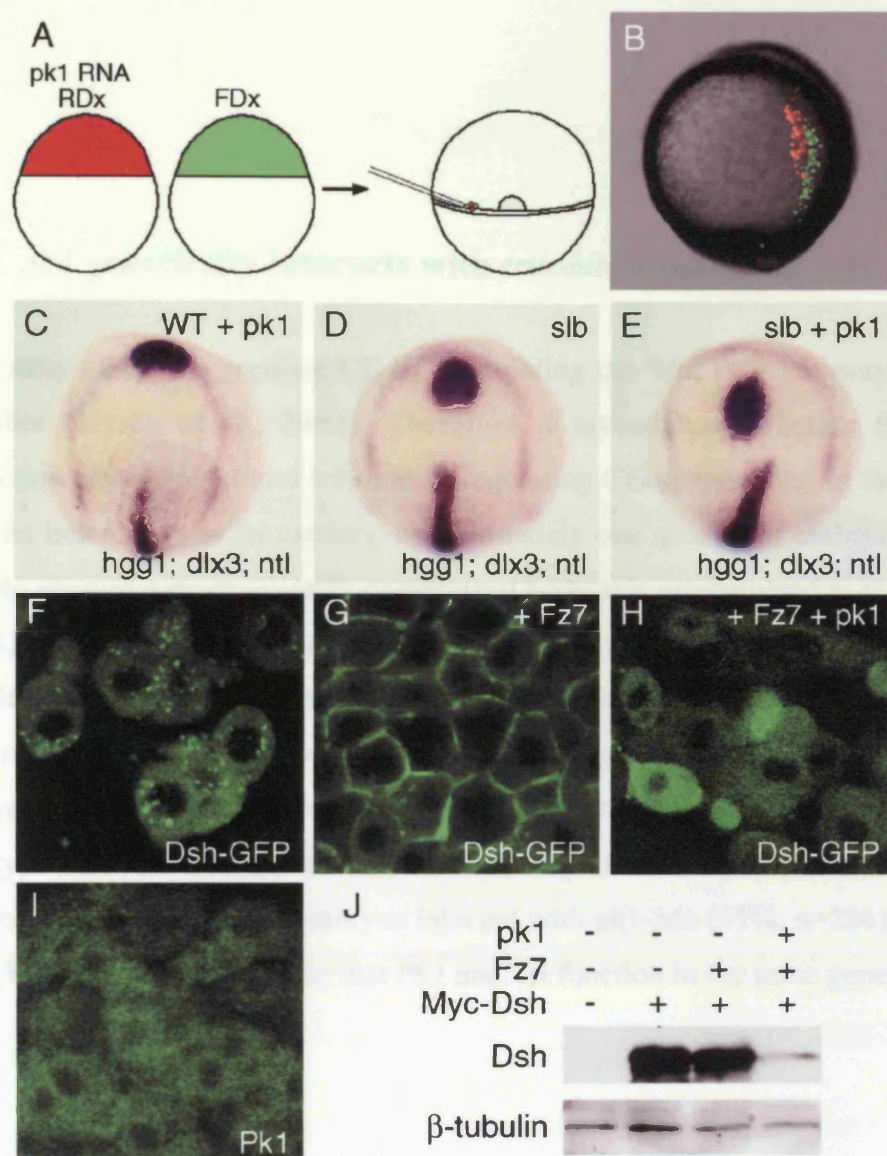 A
pk1 RNA
RDx
FDx
B
C
WT + pk1
hgg1; dlx3; ntl
D
slb
hgg1; dlx3; ntl
E
slb + pk1
hgg1; dlx3; ntl
F
Dsh-GFP
G
+ Fz7
Dsh-GFP
H
+ Fz7 + pk1
Dsh-GFP
I
Pk1
J
pk1 - - - +
Fz7 - - + +
Myc-Dsh - + + +
Dsh
β-tubulin